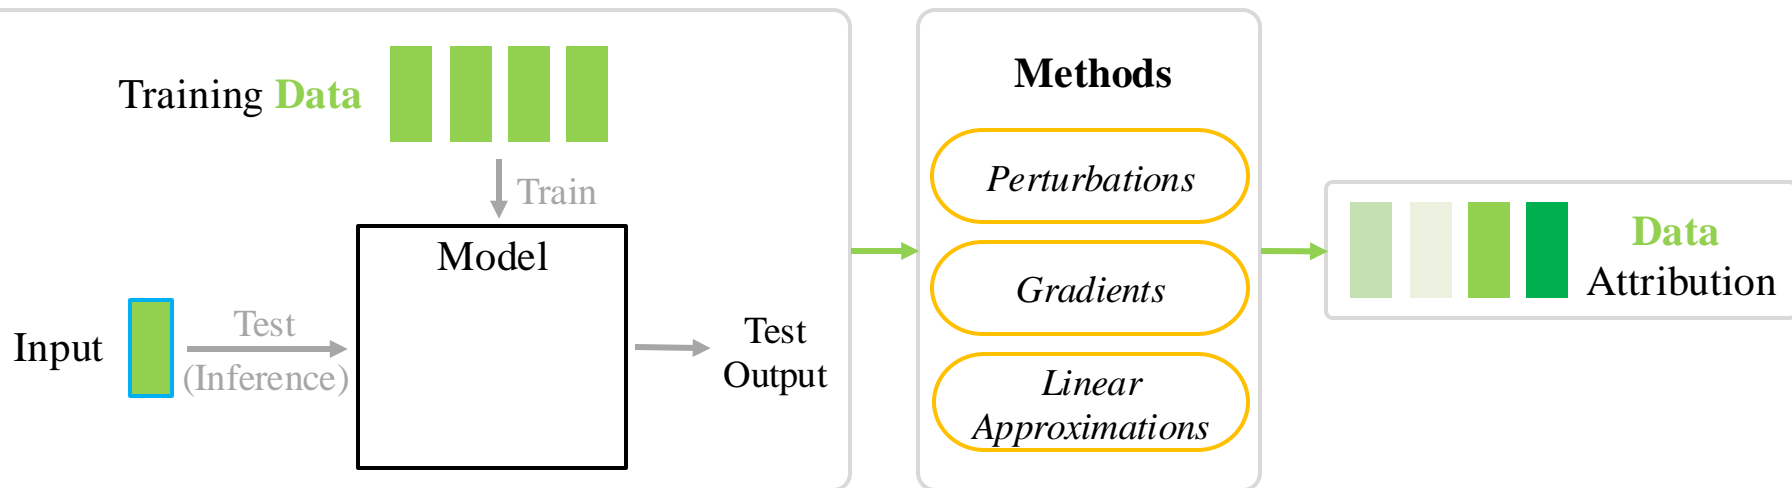 Training Data
Train
Model
Input
Test
(Inference)
Test
Output
Methods
Perturbations
Gradients
Linear
Approximations
Data
Attribution